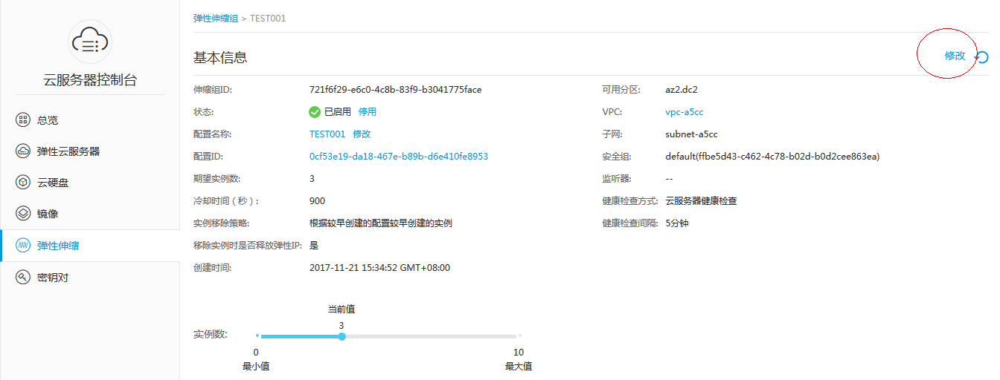 弹性伸缩组 > TEST001
云服务器控制台
总览
弹性云服务器
云硬盘
镜像
弹性伸缩
密钥对
基本信息
修改
伸缩组ID: 721f6f29-e6c0-4c8b-83f9-b3041775face 可用分区: az2.dc2
状态: 已启用 停用 VPC: vpc-a5cc
配置名称: TEST001 修改 子网: subnet-a5cc
配置ID: 0cf53e19-da18-467e-b89b-d6e410fe8953 安全组: default(ffbe5d43-c462-4c78-b02d-b0d2cee863ea)
期望实例数: 3 监听器: --
冷却时间（秒）: 900 健康检查方式: 云服务器健康检查
实例移除策略: 根据较早创建的配置较早创建的实例 健康检查间隔: 5分钟
移除实例时是否释放弹性IP: 是
创建时间: 2017-11-21 15:34:52 GMT+08:00
当前值
3
实例数:
0 10
最小值 最大值